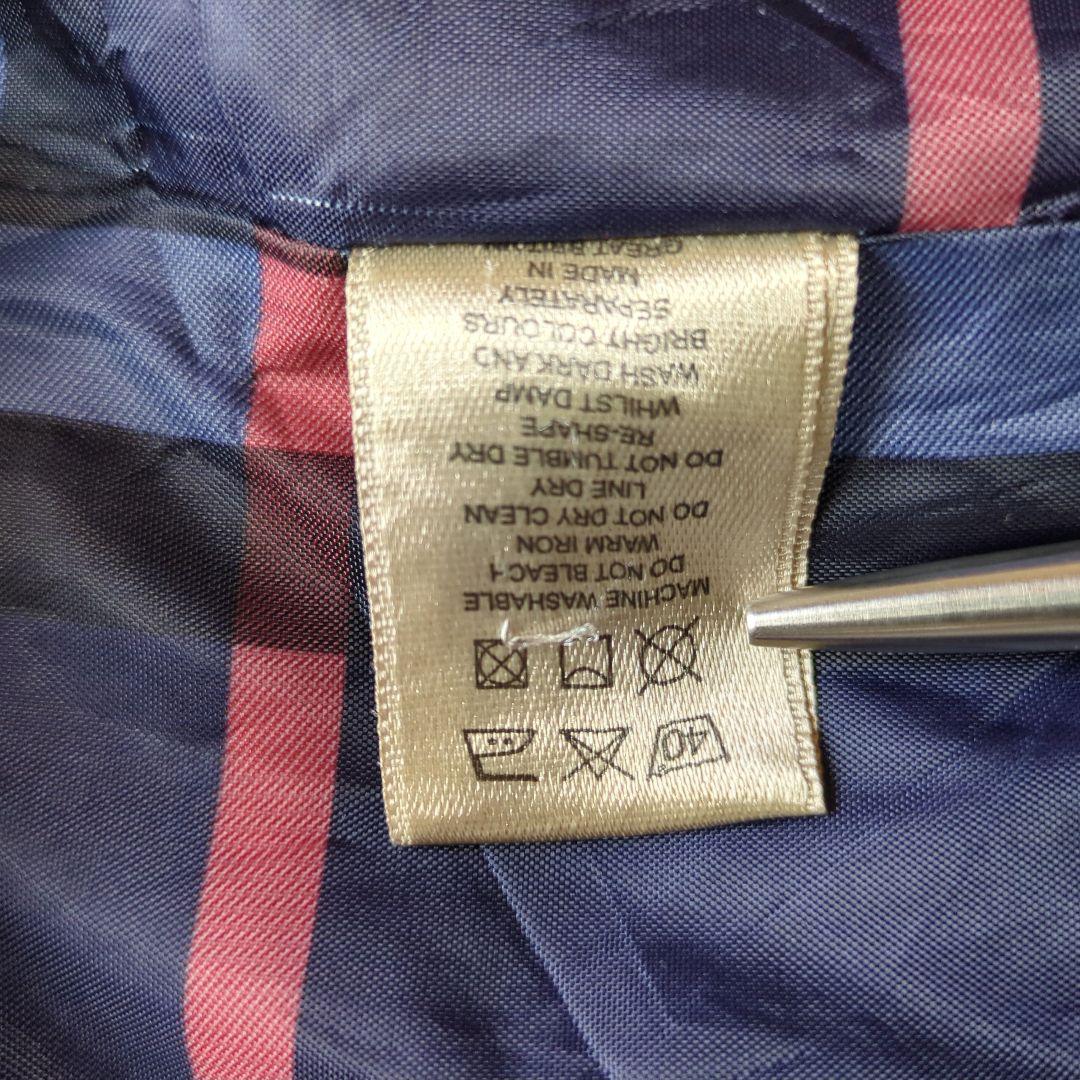 40
MACHINE WASHABLE
DO NOT BLEACH
WARM IRON
DO NOT DRY CLEAN
LINE DRY
DO NOT TUMBLE DRY
RE-SHAPE
WHILST DAMP
WASH DARK AND
BRIGHT COLOURS
SEPARATELY
MADE IN
GREAT BRITAIN